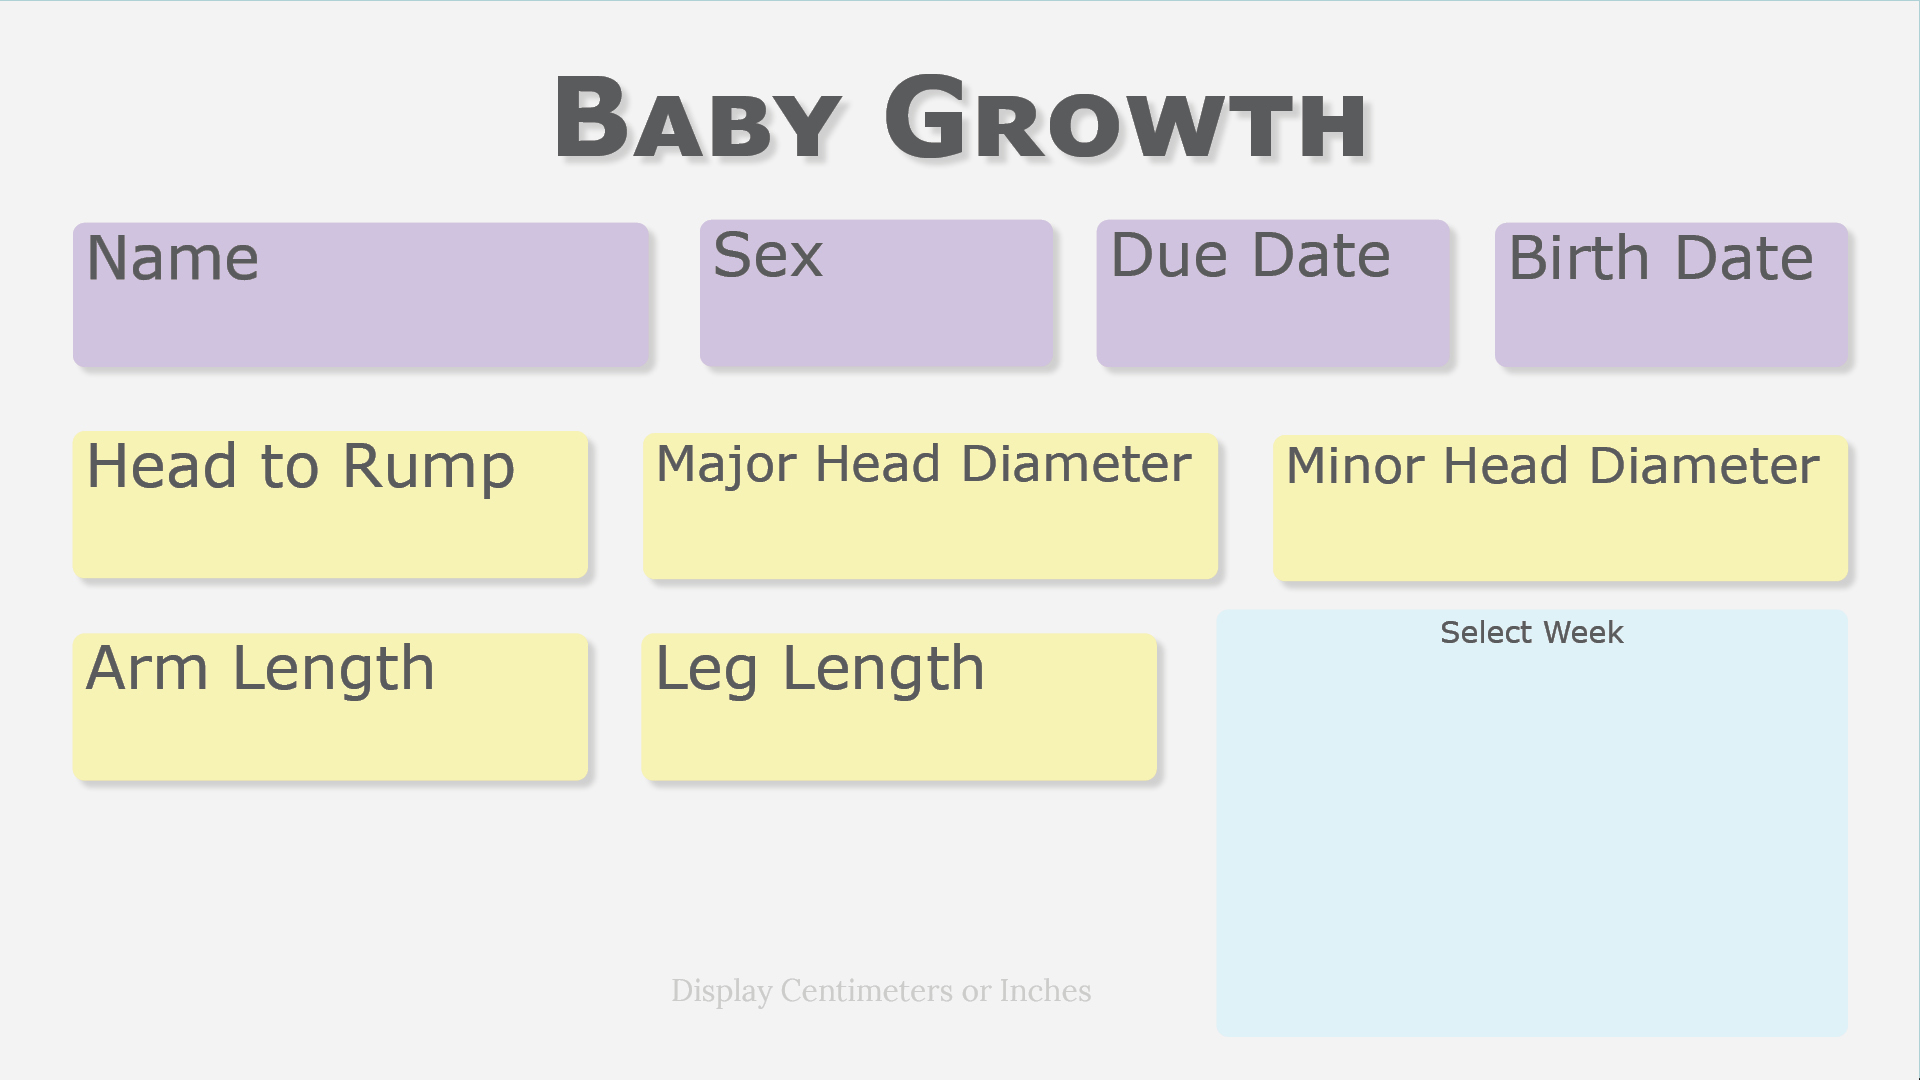 Baby Growth
Name
Sex
Due Date
Birth Date
Head to Rump
Major Head Diameter
Minor Head Diameter
Arm Length
Leg Length
Select Week
Display Centimeters or Inches